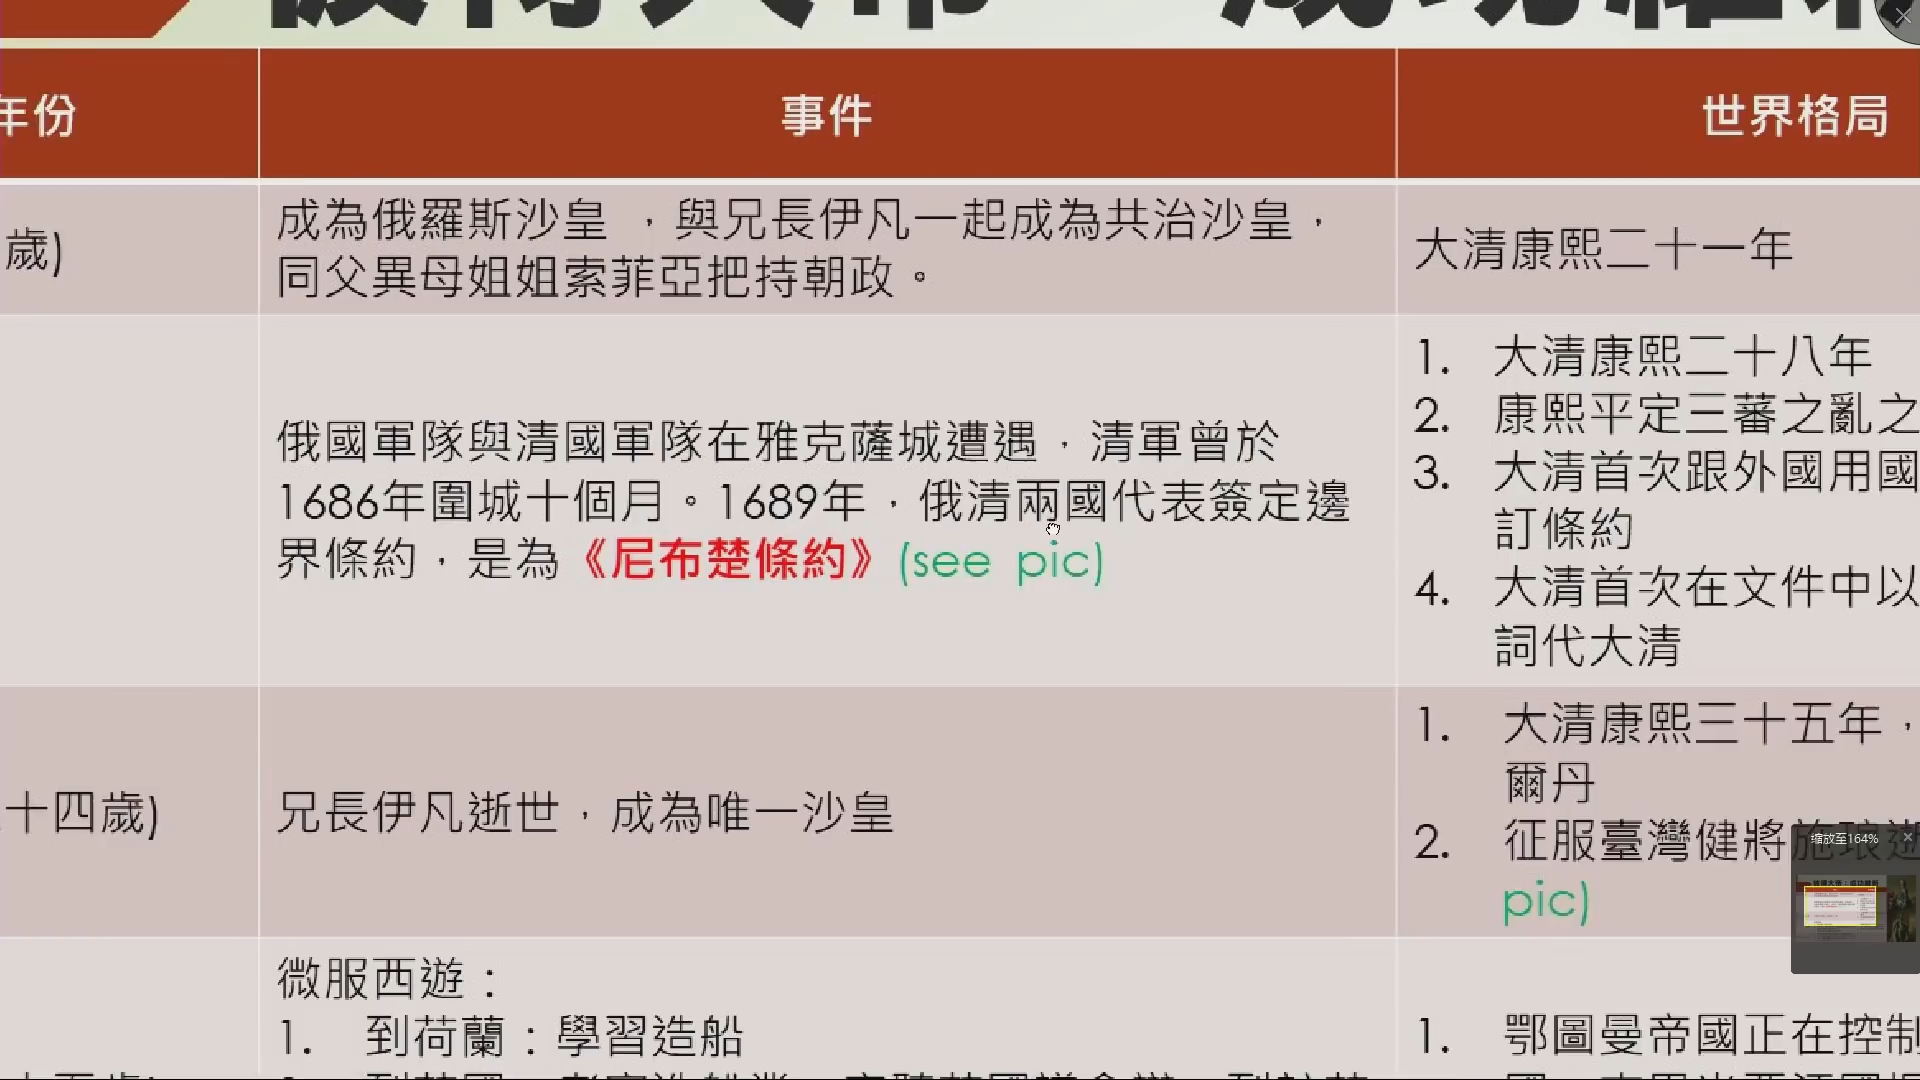 年份
事件
世界格局
歲)
成為俄羅斯沙皇 ，與兄長伊凡一起成為共治沙皇，
同父異母姐姐索菲亞把持朝政。
大清康熙二十一年
俄國軍隊與清國軍隊在雅克薩城遭遇，清軍曾於
1686年圍城十個月。1689年，俄清兩國代表簽定邊
界條約，是為《尼布楚條約》(see pic)
1. 大清康熙二十八年
2. 康熙平定三蕃之亂之
3. 大清首次跟外國用國
訂條約
4. 大清首次在文件中以
詞代大清
十四歲)
兄長伊凡逝世，成為唯一沙皇
1. 大清康熙三十五年，
爾丹
2. 征服臺灣健將施琅
pic)
缩放至164%
微服西遊：
1. 到荷蘭：學習造船
1. 鄂圖曼帝國正在控制